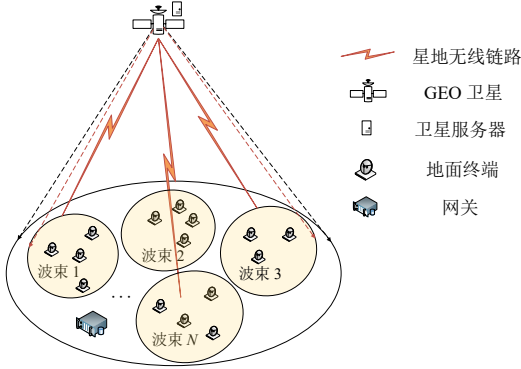 星地无线链路
GEO 卫星
卫星服务器
地面终端
网关
波束 1
波束 2
波束 3
· · ·
波束 N